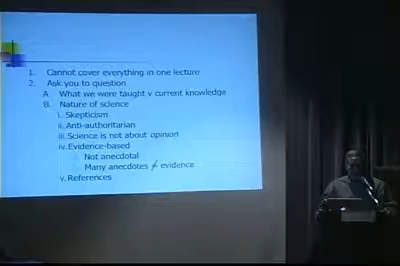 1. Cannot cover everything in one lecture
2. Ask you to question
A. What we were taught v current knowledge
B. Nature of science
i. Skepticism
ii. Anti-authoritarian
iii. Science is not about opinion
iv. Evidence-based
Not anecdotal
Many anecdotes ≠ evidence
v. References